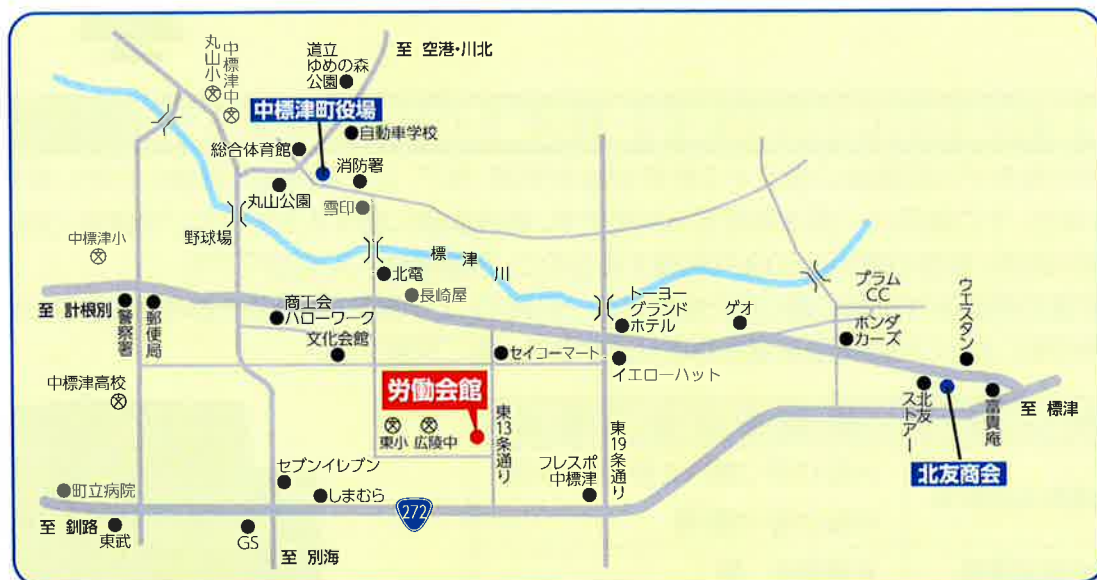 至 空港・川北
道立
ゆめの森
公園
丸山小
中標津中
中標津町役場
自動車学校
総合体育館
消防署
丸山公園
雪印
野球場
中標津小
標津川
北電
長崎屋
トーヨー
グランド
ホテル
ゲオ
プラム
CC
ウエスタン
至 計根別
警察署
郵便局
商工会
ハローワーク
文化会館
セイコーマート
イエローハット
ホンダ
カーズ
中標津高校
労働会館
東小
広陵中
東13条通り
東19条通り
北友
ストアー
富貴庵
至 標津
北友商会
セブンイレブン
しまむら
フレスポ
中標津
町立病院
272
至 釧路
東武
GS
至 別海